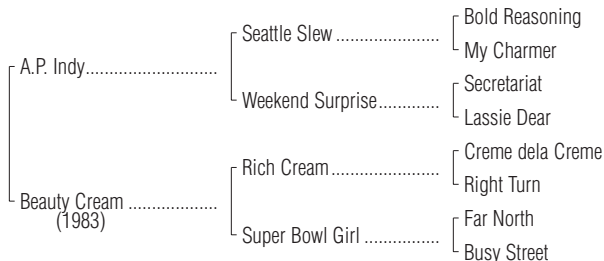 Bold Reasoning
Seattle Slew ......................
My Charmer
A.P. Indy............................
Secretariat
Weekend Surprise.............
Lassie Dear
Creme dela Creme
Rich Cream.......................
Right Turn
Beauty Cream ...................
(1983)
Far North
Super Bowl Girl ................
Busy Street